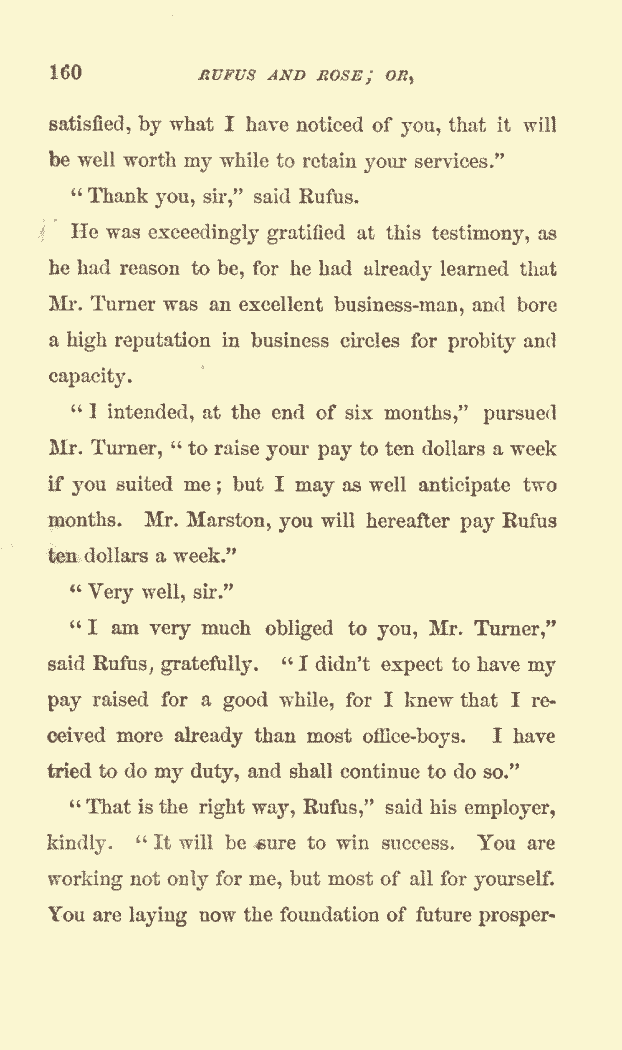 160 RUFUS AND ROSE; OR,
satisfied, by what I have noticed of you, that it will
be well worth my while to retain your services."
"Thank you, sir," said Rufus.
He was exceedingly gratified at this testimony, as
he had reason to be, for he had already learned that
Mr. Turner was an excellent business-man, and bore
a high reputation in business circles for probity and
capacity.
"I intended, at the end of six months," pursued
Mr. Turner, "to raise your pay to ten dollars a week
if you suited me; but I may as well anticipate two
months. Mr. Marston, you will hereafter pay Rufus
ten dollars a week."
"Very well, sir."
"I am very much obliged to you, Mr. Turner,"
said Rufus, gratefully. "I didn't expect to have my
pay raised for a good while, for I knew that I re-
ceived more already than most office-boys. I have
tried to do my duty, and shall continue to do so."
"That is the right way, Rufus," said his employer,
kindly. "It will be sure to win success. You are
working not only for me, but most of all for yourself.
You are laying now the foundation of future prosper-